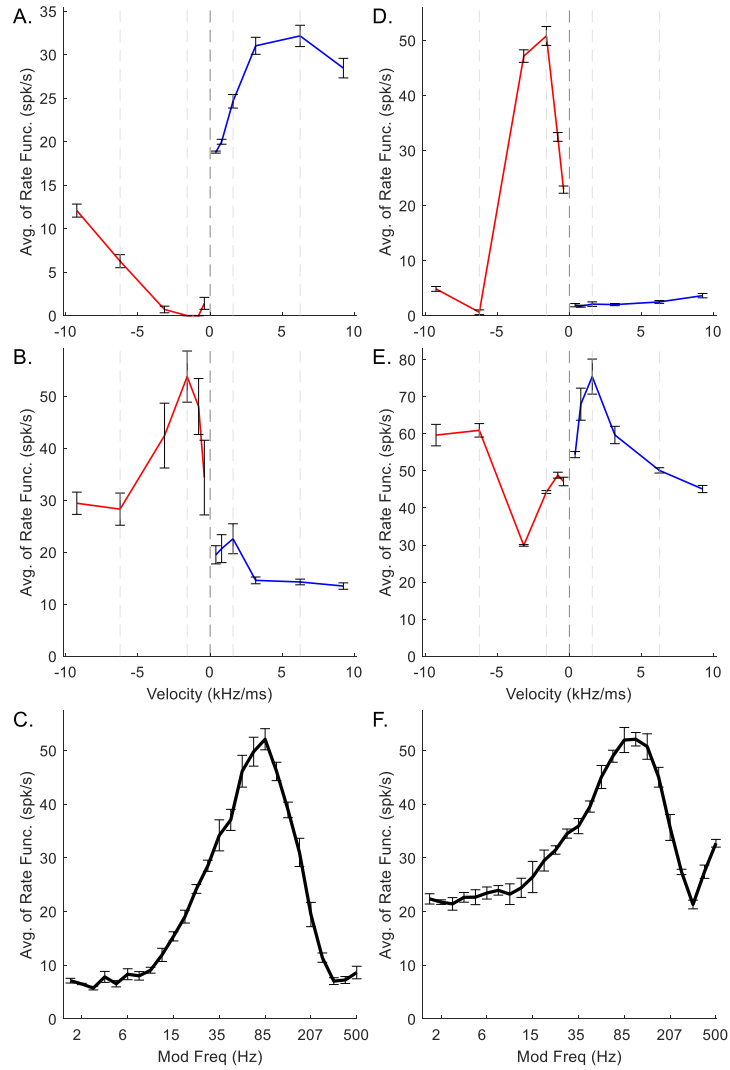 A.
Avg. of Rate Func. (spk/s)
35
30
25
20
15
10
5
0
-10 -5 0 5 10
D.
Avg. of Rate Func. (spk/s)
50
40
30
20
10
0
-10 -5 0 5 10
B.
Avg. of Rate Func. (spk/s)
50
40
30
20
10
0
-10 -5 0 5 10
Velocity (kHz/ms)
E.
Avg. of Rate Func. (spk/s)
80
70
60
50
40
30
20
10
0
-10 -5 0 5 10
Velocity (kHz/ms)
C.
Avg. of Rate Func. (spk/s)
50
40
30
20
10
0
2 6 15 35 85 207 500
Mod Freq (Hz)
F.
Avg. of Rate Func. (spk/s)
50
40
30
20
10
0
2 6 15 35 85 207 500
Mod Freq (Hz)